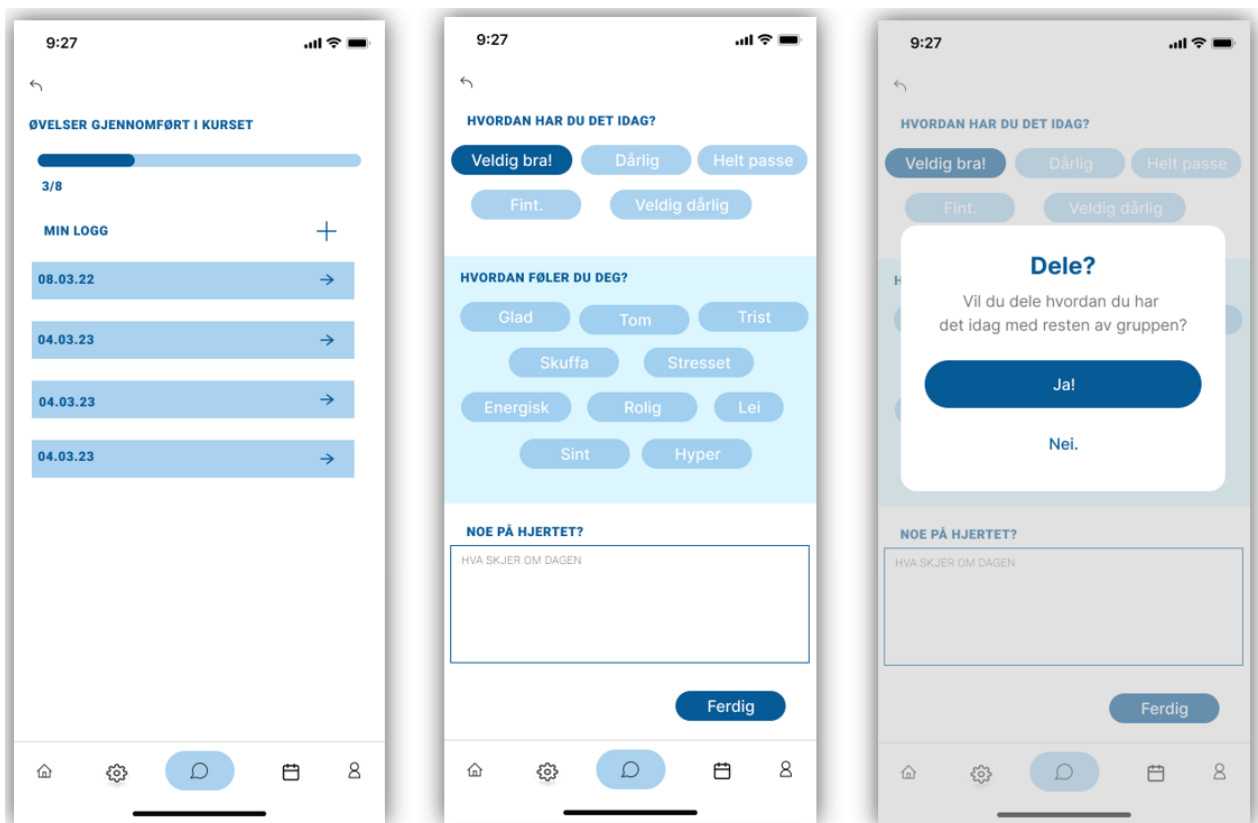 9:27
ØVELSER GJENNOMFØRT I KURSET
3/8
MIN LOGG
08.03.22
04.03.23
04.03.23
04.03.23
9:27
HVORDAN HAR DU DET IDAG?
Veldig bra! Dårlig Helt passe
Fint. Veldig dårlig
HVORDAN FØLER DU DEG?
Glad Tom Trist
Skuffa Stresset
Energisk Rolig Lei
Sint Hyper
NOE PÅ HJERTET?
HVA SKJER OM DAGEN
Ferdig
9:27
HVORDAN HAR DU DET IDAG?
Veldig bra! Dårlig Helt passe
Fint. Veldig dårlig
H
Dele?
Vil du dele hvordan du har
det idag med resten av gruppen?
Ja!
Nei.
NOE PÅ HJERTET?
HVA SKJER OM DAGEN
Ferdig